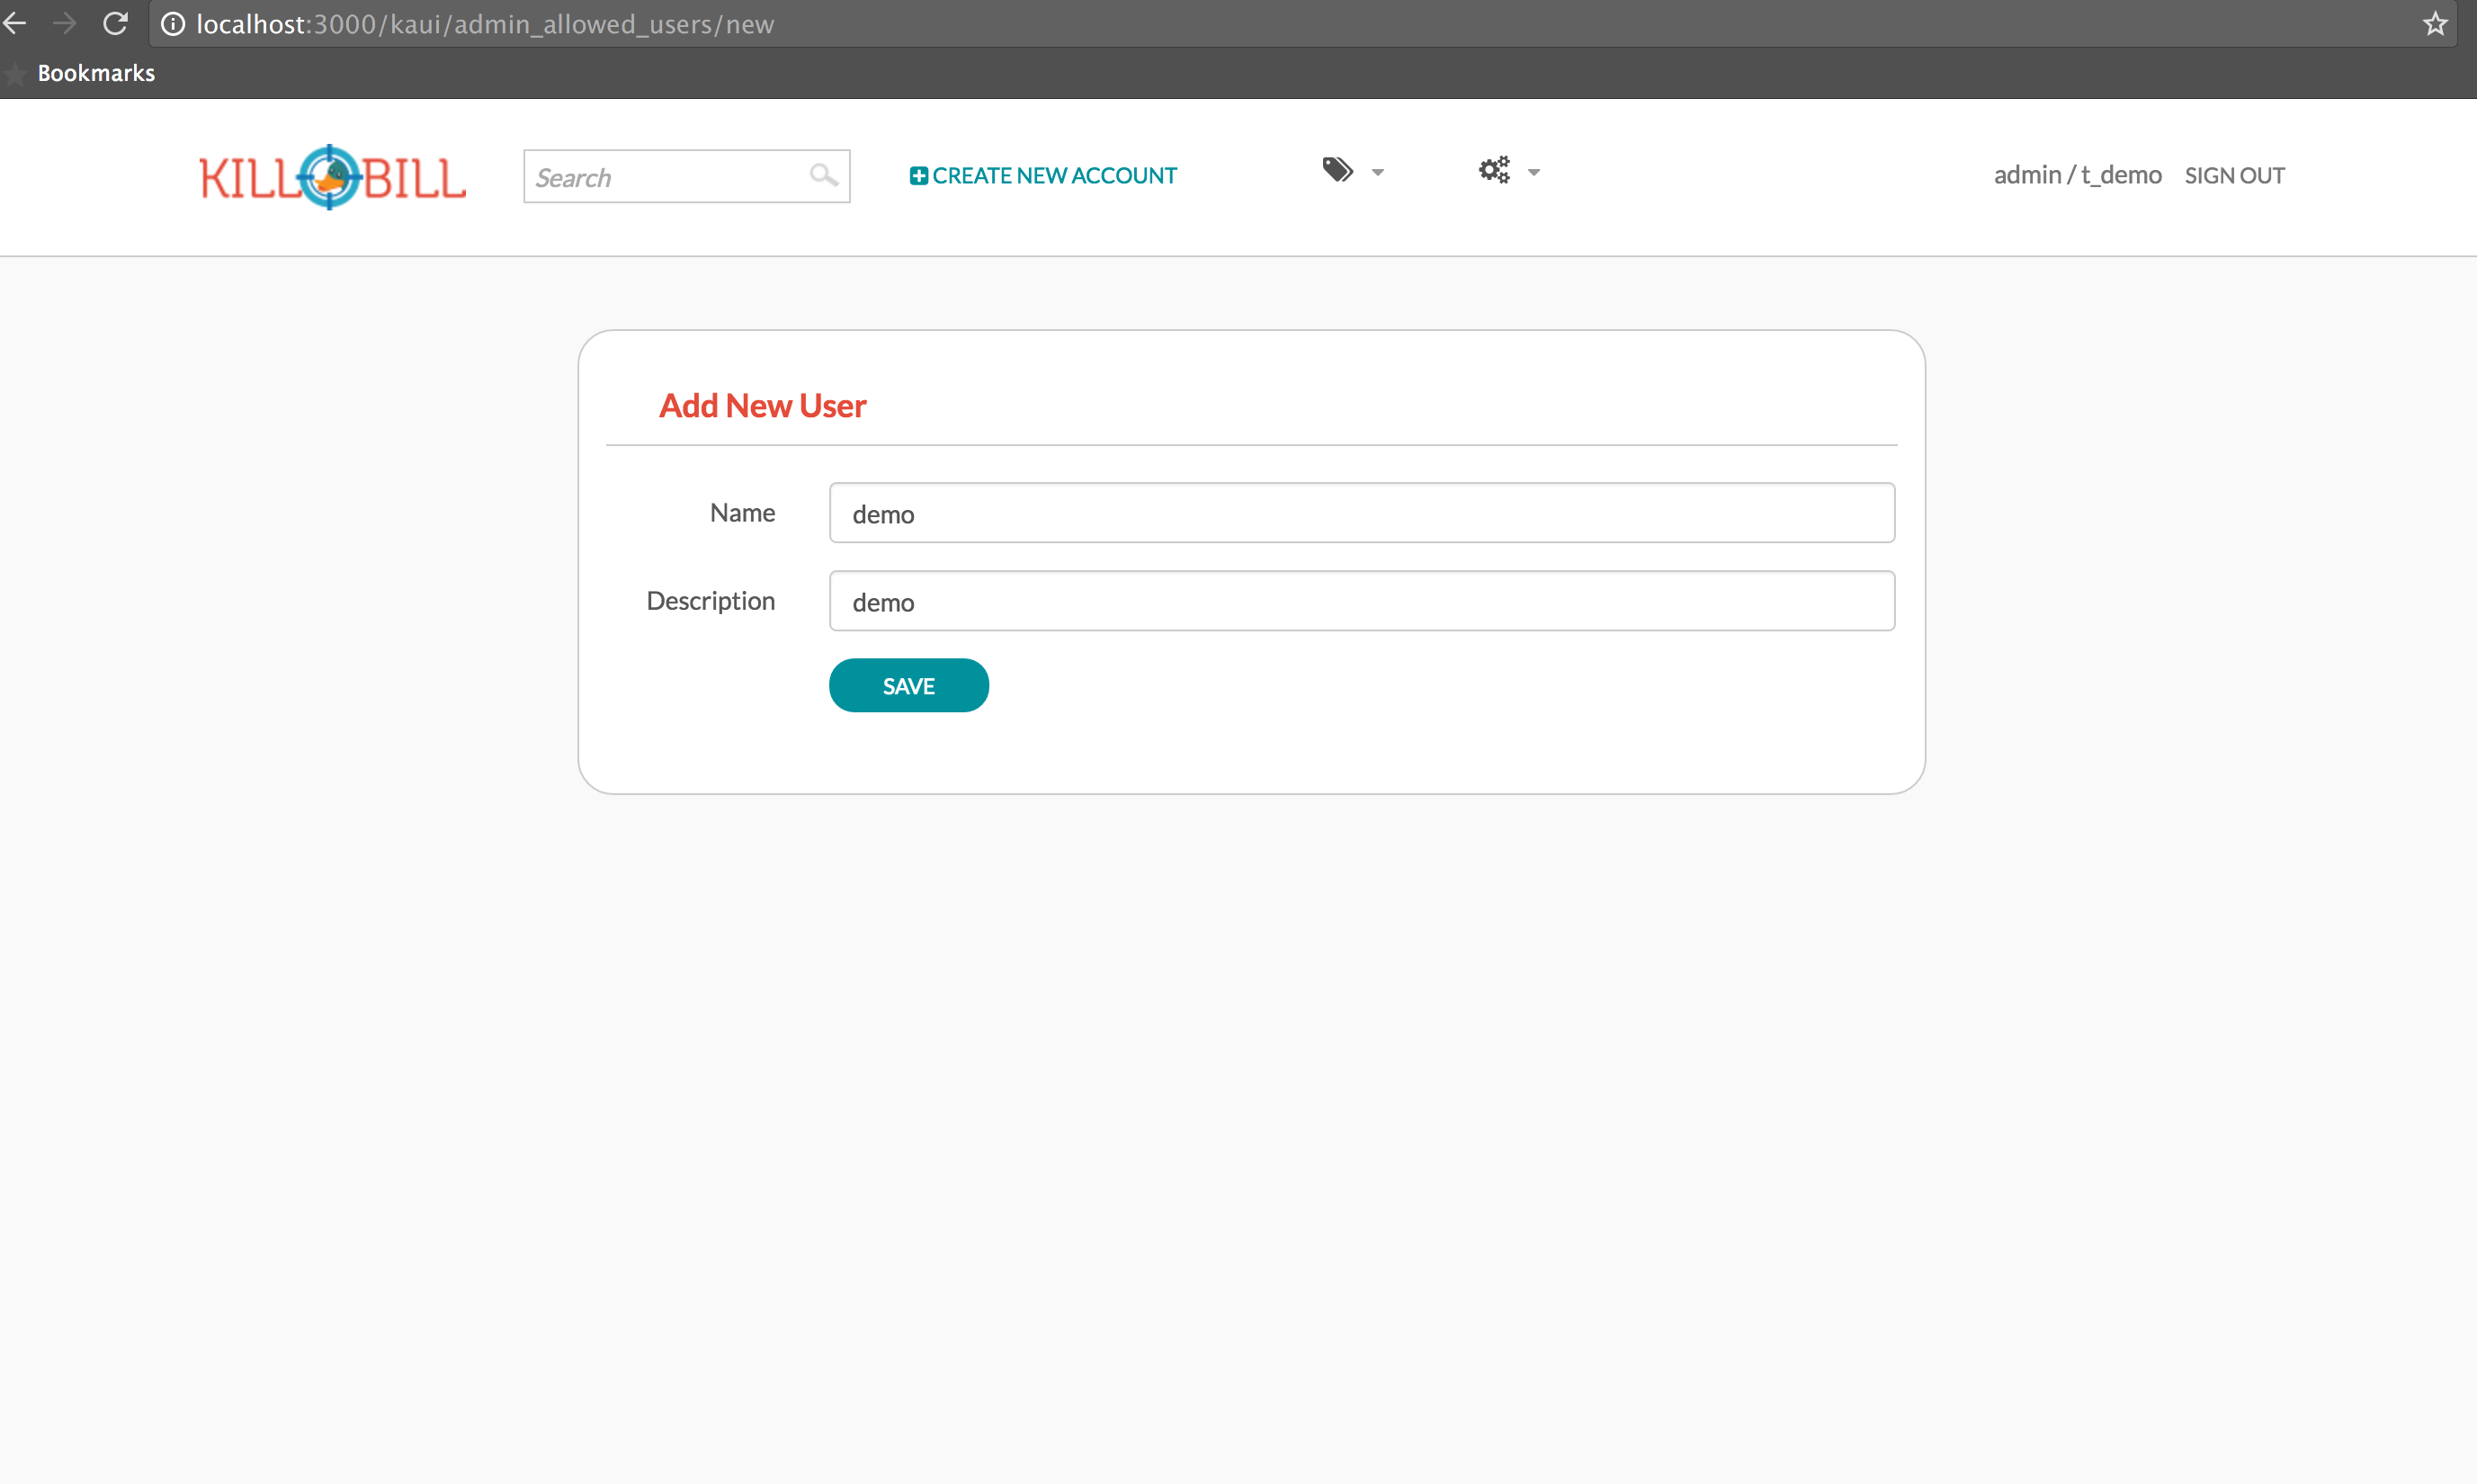 localhost:3000/kaui/admin_allowed_users/new
Bookmarks
KILL BILL
Search
CREATE NEW ACCOUNT
admin / t_demo
SIGN OUT
Add New User
Name
demo
Description
demo
SAVE